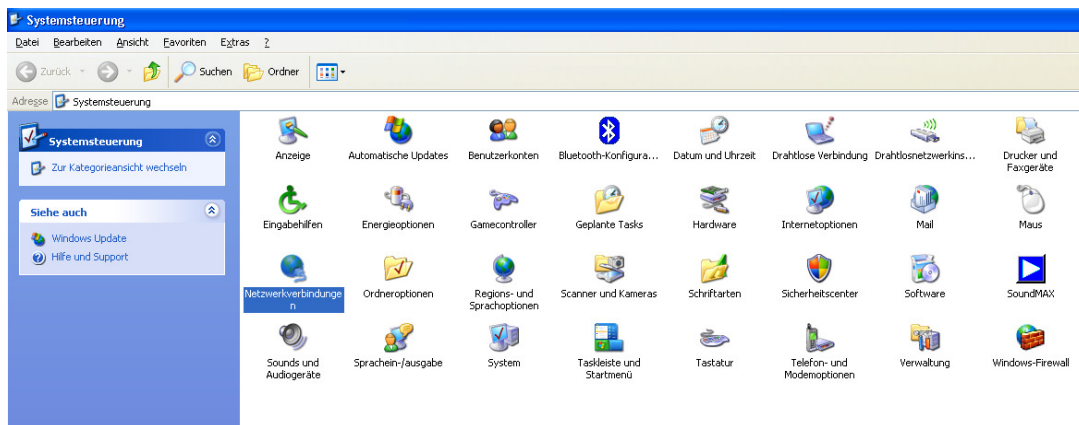 Systemsteuerung
Datei Bearbeiten Ansicht Favoriten Extras ?
Zurück Suchen Ordner
Adresse Systemsteuerung
Systemsteuerung
Zur Kategorieansicht wechseln
Siehe auch
Windows Update
Hilfe und Support
Anzeige
Automatische Updates
Benutzerkonten
Bluetooth-Konfigura...
Datum und Uhrzeit
Drahtlose Verbindung
Drahtlosnetzwerkins...
Drucker und
Faxgeräte
Eingabehilfen
Energieoptionen
Gamecontroller
Geplante Tasks
Hardware
Internetoptionen
Mail
Maus
Netzwerkverbindunge
n
Ordneroptionen
Regions- und
Sprachoptionen
Scanner und Kameras
Schriftarten
Sicherheitscenter
Software
SoundMAX
Sounds und
Audiogeräte
Sprachein-/ausgabe
System
Taskleiste und
Startmenü
Tastatur
Telefon- und
Modemoptionen
Verwaltung
Windows-Firewall